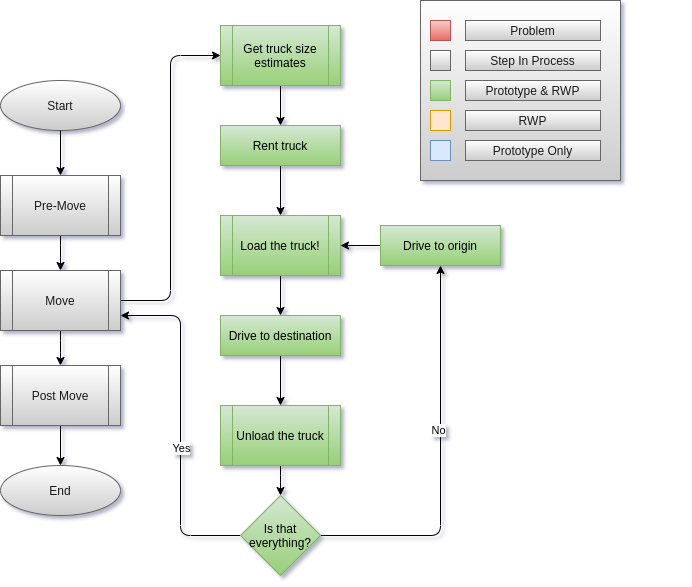 Start
Pre-Move
Move
Post Move
End
Get truck size
estimates
Rent truck
Load the truck!
Drive to origin
Drive to destination
Unload the truck
Is that
everything?
Yes
No
Problem
Step In Process
Prototype & RWP
RWP
Prototype Only